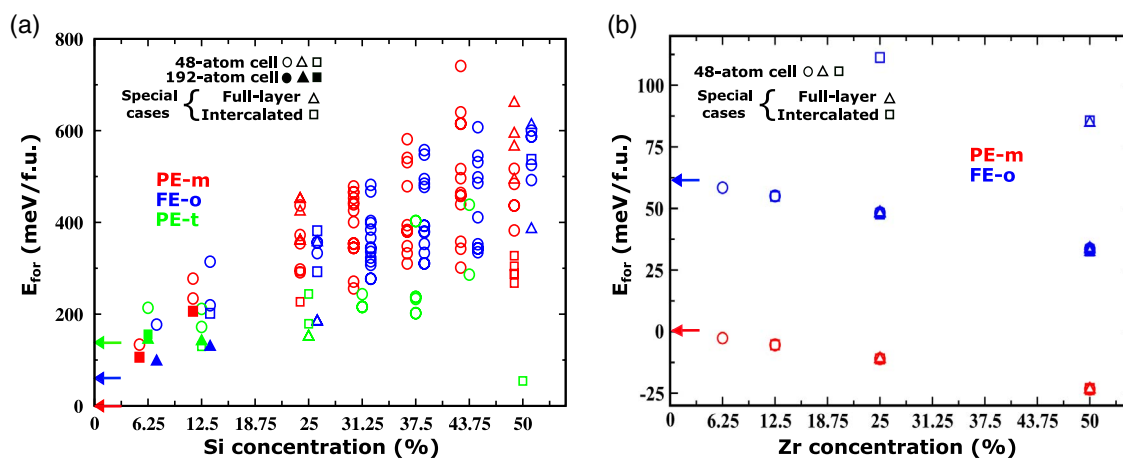 (a)
800
600
400
200
0
E_for (meV/f.u.)
48-atom cell
192-atom cell
Special cases { Full-layer
Intercalated
PE-m
FE-o
PE-t
0 6.25 12.5 18.75 25 31.25 37.5 43.75 50
Si concentration (%)
(b)
100
75
50
25
0
-25
E_for (meV/f.u.)
48-atom cell
Special cases { Full-layer
Intercalated
PE-m
FE-o
0 6.25 12.5 18.75 25 31.25 37.5 43.75 50
Zr concentration (%)